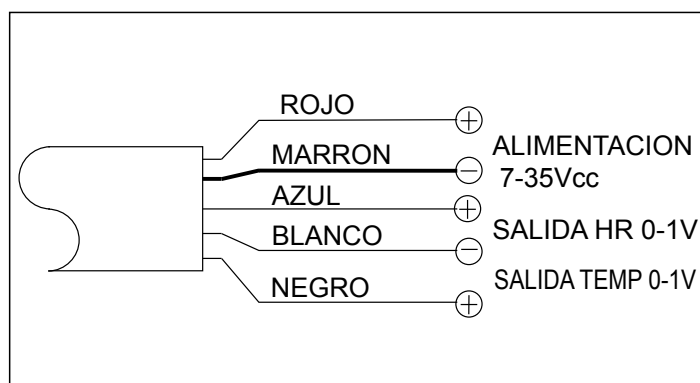 ROJO
MARRON
AZUL
BLANCO
NEGRO
ALIMENTACION
7-35Vcc
SALIDA HR 0-1V
SALIDA TEMP 0-1V